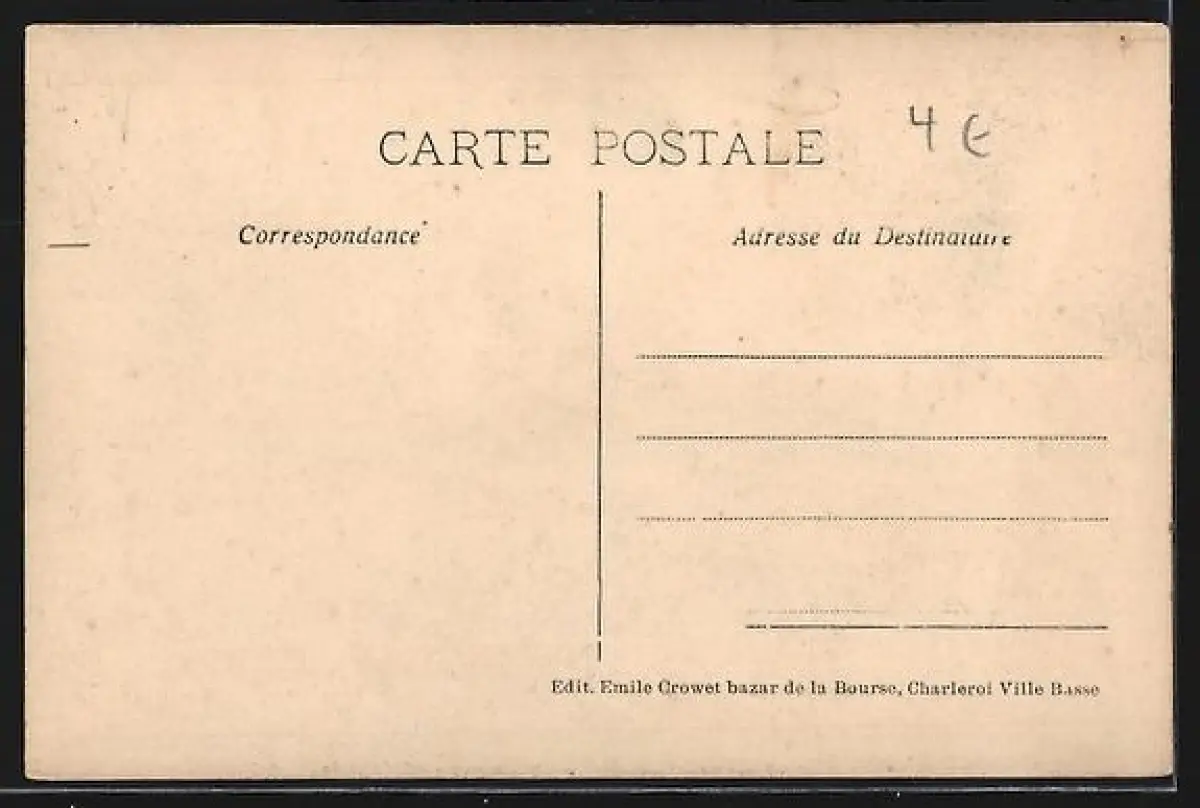 CARTE POSTALE
4 €
Correspondance
Adresse du Destinataire
Edit. Emile Crowet bazar de la Bourse, Charleroi Ville Basse